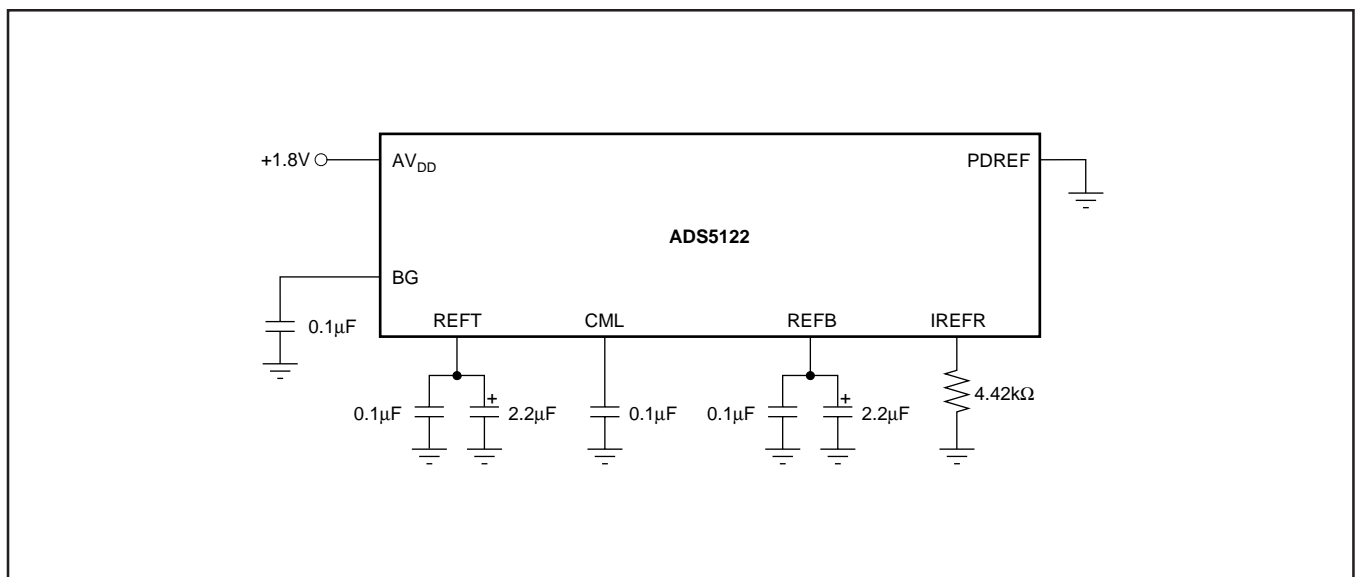 +1.8V
AVDD
PDREF
ADS5122
BG
0.1µF
REFT
CML
REFB
IREFR
0.1µF
+
2.2µF
0.1µF
0.1µF
+
2.2µF
4.42kΩ